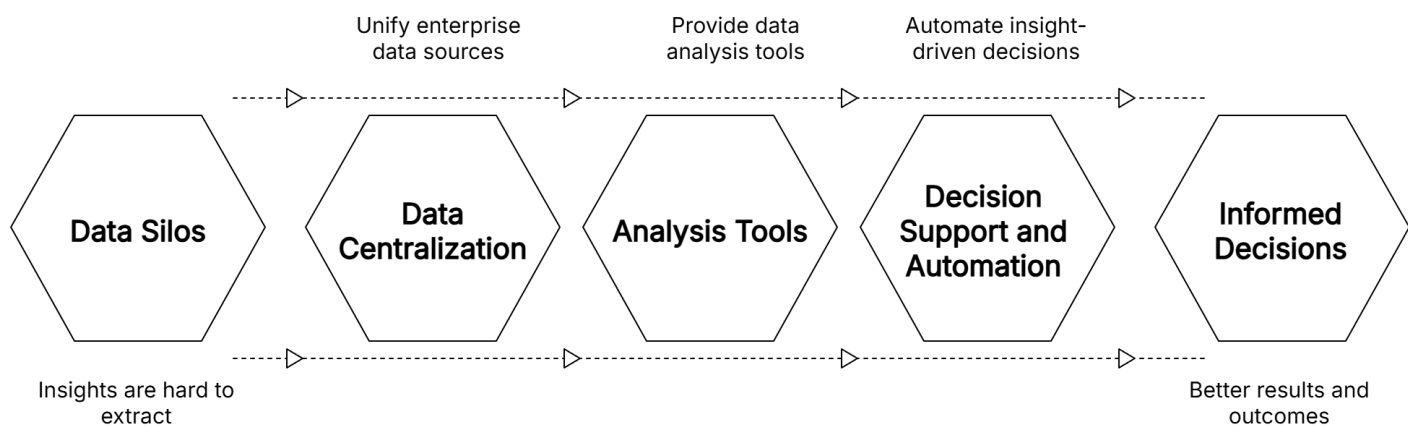 Unify enterprise
data sources
Provide data
analysis tools
Automate insight-
driven decisions
Data Silos
Data
Centralization
Analysis Tools
Decision
Support and
Automation
Informed
Decisions
Insights are hard to
extract
Better results and
outcomes